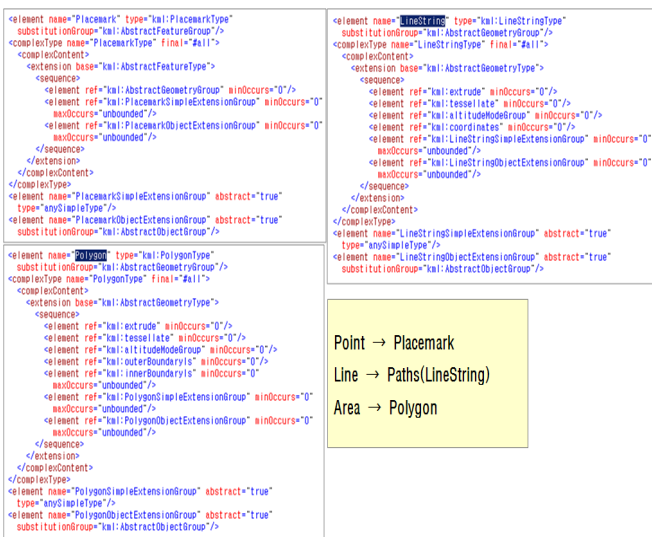 <element name="Placemark" type="kml:PlacemarkType"
substitutionGroup="kml:AbstractFeatureGroup"/>
<complexType name="PlacemarkType" final="#all">
<complexContent>
<extension base="kml:AbstractFeatureType">
<sequence>
<element ref="kml:AbstractGeometryGroup" minOccurs="0"/>
<element ref="kml:PlacemarkSimpleExtensionGroup" minOccurs="0"
maxOccurs="unbounded"/>
<element ref="kml:PlacemarkObjectExtensionGroup" minOccurs="0"
maxOccurs="unbounded"/>
</sequence>
</extension>
</complexContent>
</complexType>
<element name="PlacemarkSimpleExtensionGroup" abstract="true"
type="anySimpleType"/>
<element name="PlacemarkObjectExtensionGroup" abstract="true"
substitutionGroup="kml:AbstractObjectGroup"/>
<element name="Polygon" type="kml:PolygonType"
substitutionGroup="kml:AbstractGeometryGroup"/>
<complexType name="PolygonType" final="#all">
<complexContent>
<extension base="kml:AbstractGeometryType">
<sequence>
<element ref="kml:extrude" minOccurs="0"/>
<element ref="kml:tessellate" minOccurs="0"/>
<element ref="kml:altitudeModeGroup" minOccurs="0"/>
<element ref="kml:outerBoundaryIs" minOccurs="0"/>
<element ref="kml:innerBoundaryIs" minOccurs="0"
maxOccurs="unbounded"/>
<element ref="kml:PolygonSimpleExtensionGroup" minOccurs="0"
maxOccurs="unbounded"/>
<element ref="kml:PolygonObjectExtensionGroup" minOccurs="0"
maxOccurs="unbounded"/>
</sequence>
</extension>
</complexContent>
</complexType>
<element name="PolygonSimpleExtensionGroup" abstract="true"
type="anySimpleType"/>
<element name="PolygonObjectExtensionGroup" abstract="true"
substitutionGroup="kml:AbstractObjectGroup"/>
<element name="LineString" type="kml:LineStringType"
substitutionGroup="kml:AbstractGeometryGroup"/>
<complexType name="LineStringType" final="#all">
<complexContent>
<extension base="kml:AbstractGeometryType">
<sequence>
<element ref="kml:extrude" minOccurs="0"/>
<element ref="kml:tessellate" minOccurs="0"/>
<element ref="kml:altitudeModeGroup" minOccurs="0"/>
<element ref="kml:coordinates" minOccurs="0"/>
<element ref="kml:LineStringSimpleExtensionGroup" minOccurs="0"
maxOccurs="unbounded"/>
<element ref="kml:LineStringObjectExtensionGroup" minOccurs="0"
maxOccurs="unbounded"/>
</sequence>
</extension>
</complexContent>
</complexType>
<element name="LineStringSimpleExtensionGroup" abstract="true"
type="anySimpleType"/>
<element name="LineStringObjectExtensionGroup" abstract="true"
substitutionGroup="kml:AbstractObjectGroup"/>
Point → Placemark
Line → Paths(LineString)
Area → Polygon